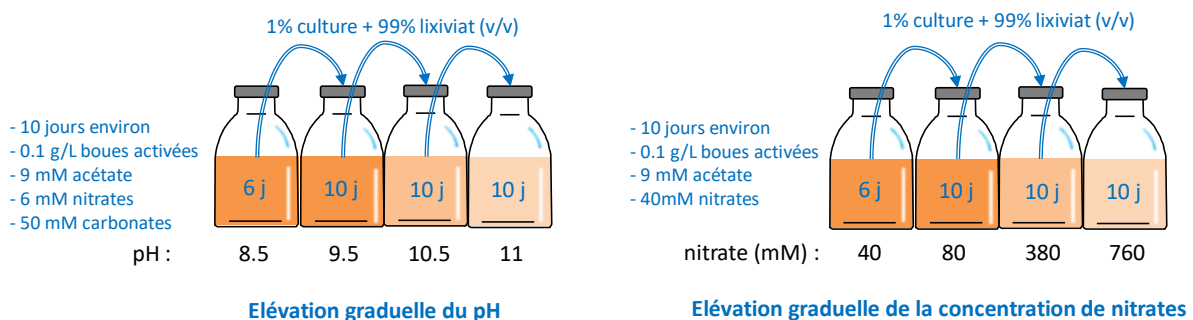 1% culture + 99% lixiviat (v/v)
- 10 jours environ
- 0.1 g/L boues activées
- 9 mM acétate
- 6 mM nitrates
- 50 mM carbonates
6 j 10 j 10 j 10 j
pH : 8.5 9.5 10.5 11
Elévation graduelle du pH
1% culture + 99% lixiviat (v/v)
- 10 jours environ
- 0.1 g/L boues activées
- 9 mM acétate
- 40mM nitrates
6 j 10 j 10 j 10 j
nitrate (mM) : 40 80 380 760
Elévation graduelle de la concentration de nitrates